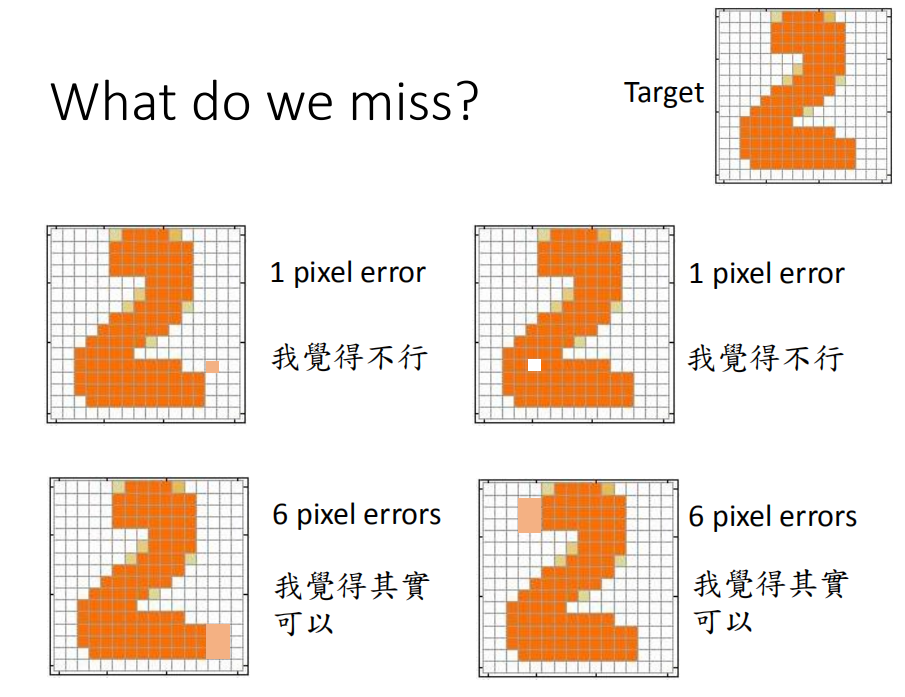 What do we miss?
Target
1 pixel error
我覺得不行
1 pixel error
我覺得不行
6 pixel errors
我覺得其實
可以
6 pixel errors
我覺得其實
可以